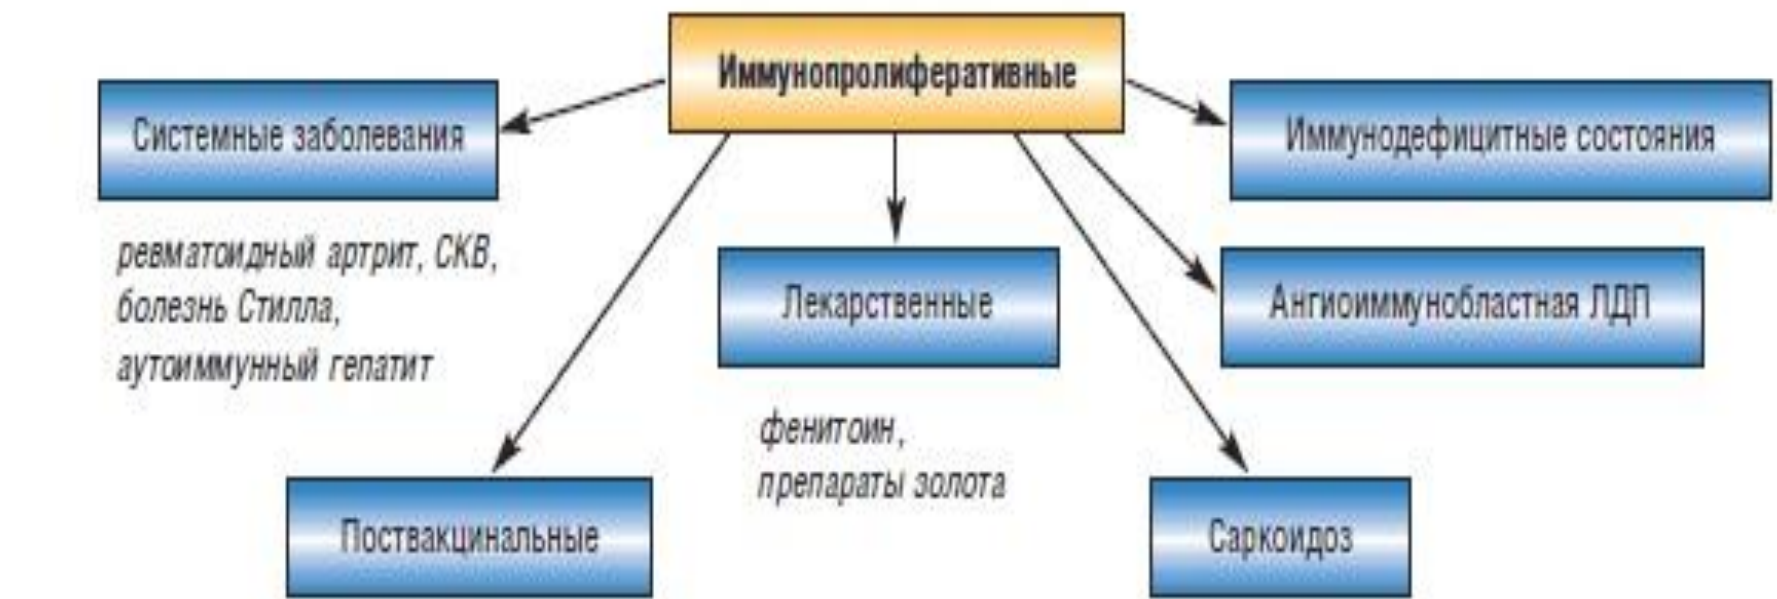 Иммунопролиферативные
Системные заболевания
Иммунодефицитные состояния
ревматоидный артрит, СКВ,
болезнь Стилла,
аутоиммунный гепатит
Лекарственные
Ангиоиммунобластная ЛДП
фенитоин,
препараты золота
Поствакцинальные
Саркоидоз